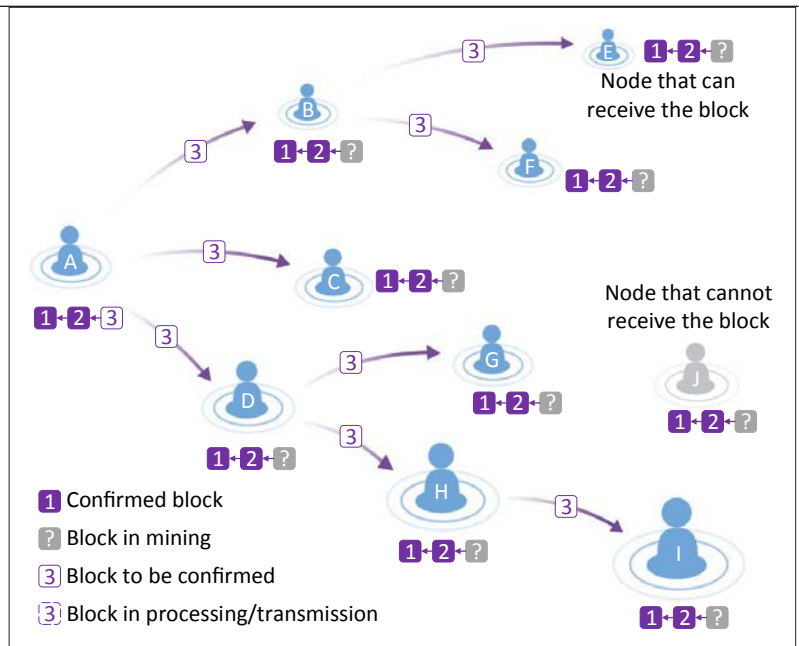 3
E
1 2 ?
Node that can
receive the block
B
1 2 ?
3
3
F
1 2 ?
A
1 2 3
3
C
1 2 ?
Node that cannot
receive the block
J
1 2 ?
3
3
G
1 2 ?
D
1 2 ?
3
H
1 2 ?
3
I
1 2 ?
1 Confirmed block
? Block in mining
3 Block to be confirmed
3 Block in processing/transmission